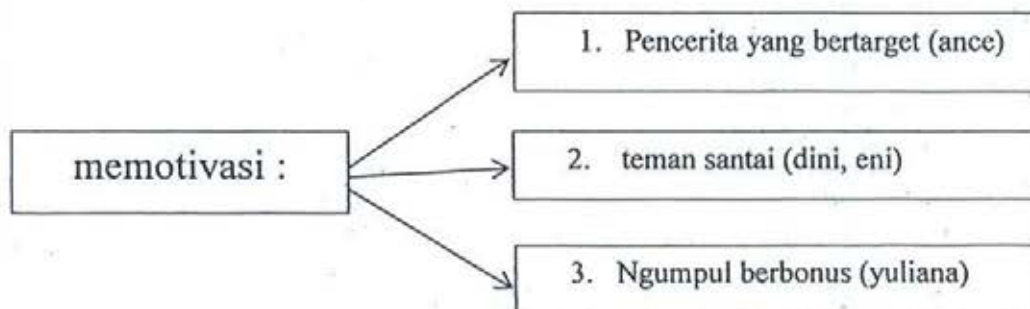 1. Pencerita yang bertarget (ance)
memotivasi :
2. teman santai (dini, eni)
3. Ngumpul berbonus (yuliana)